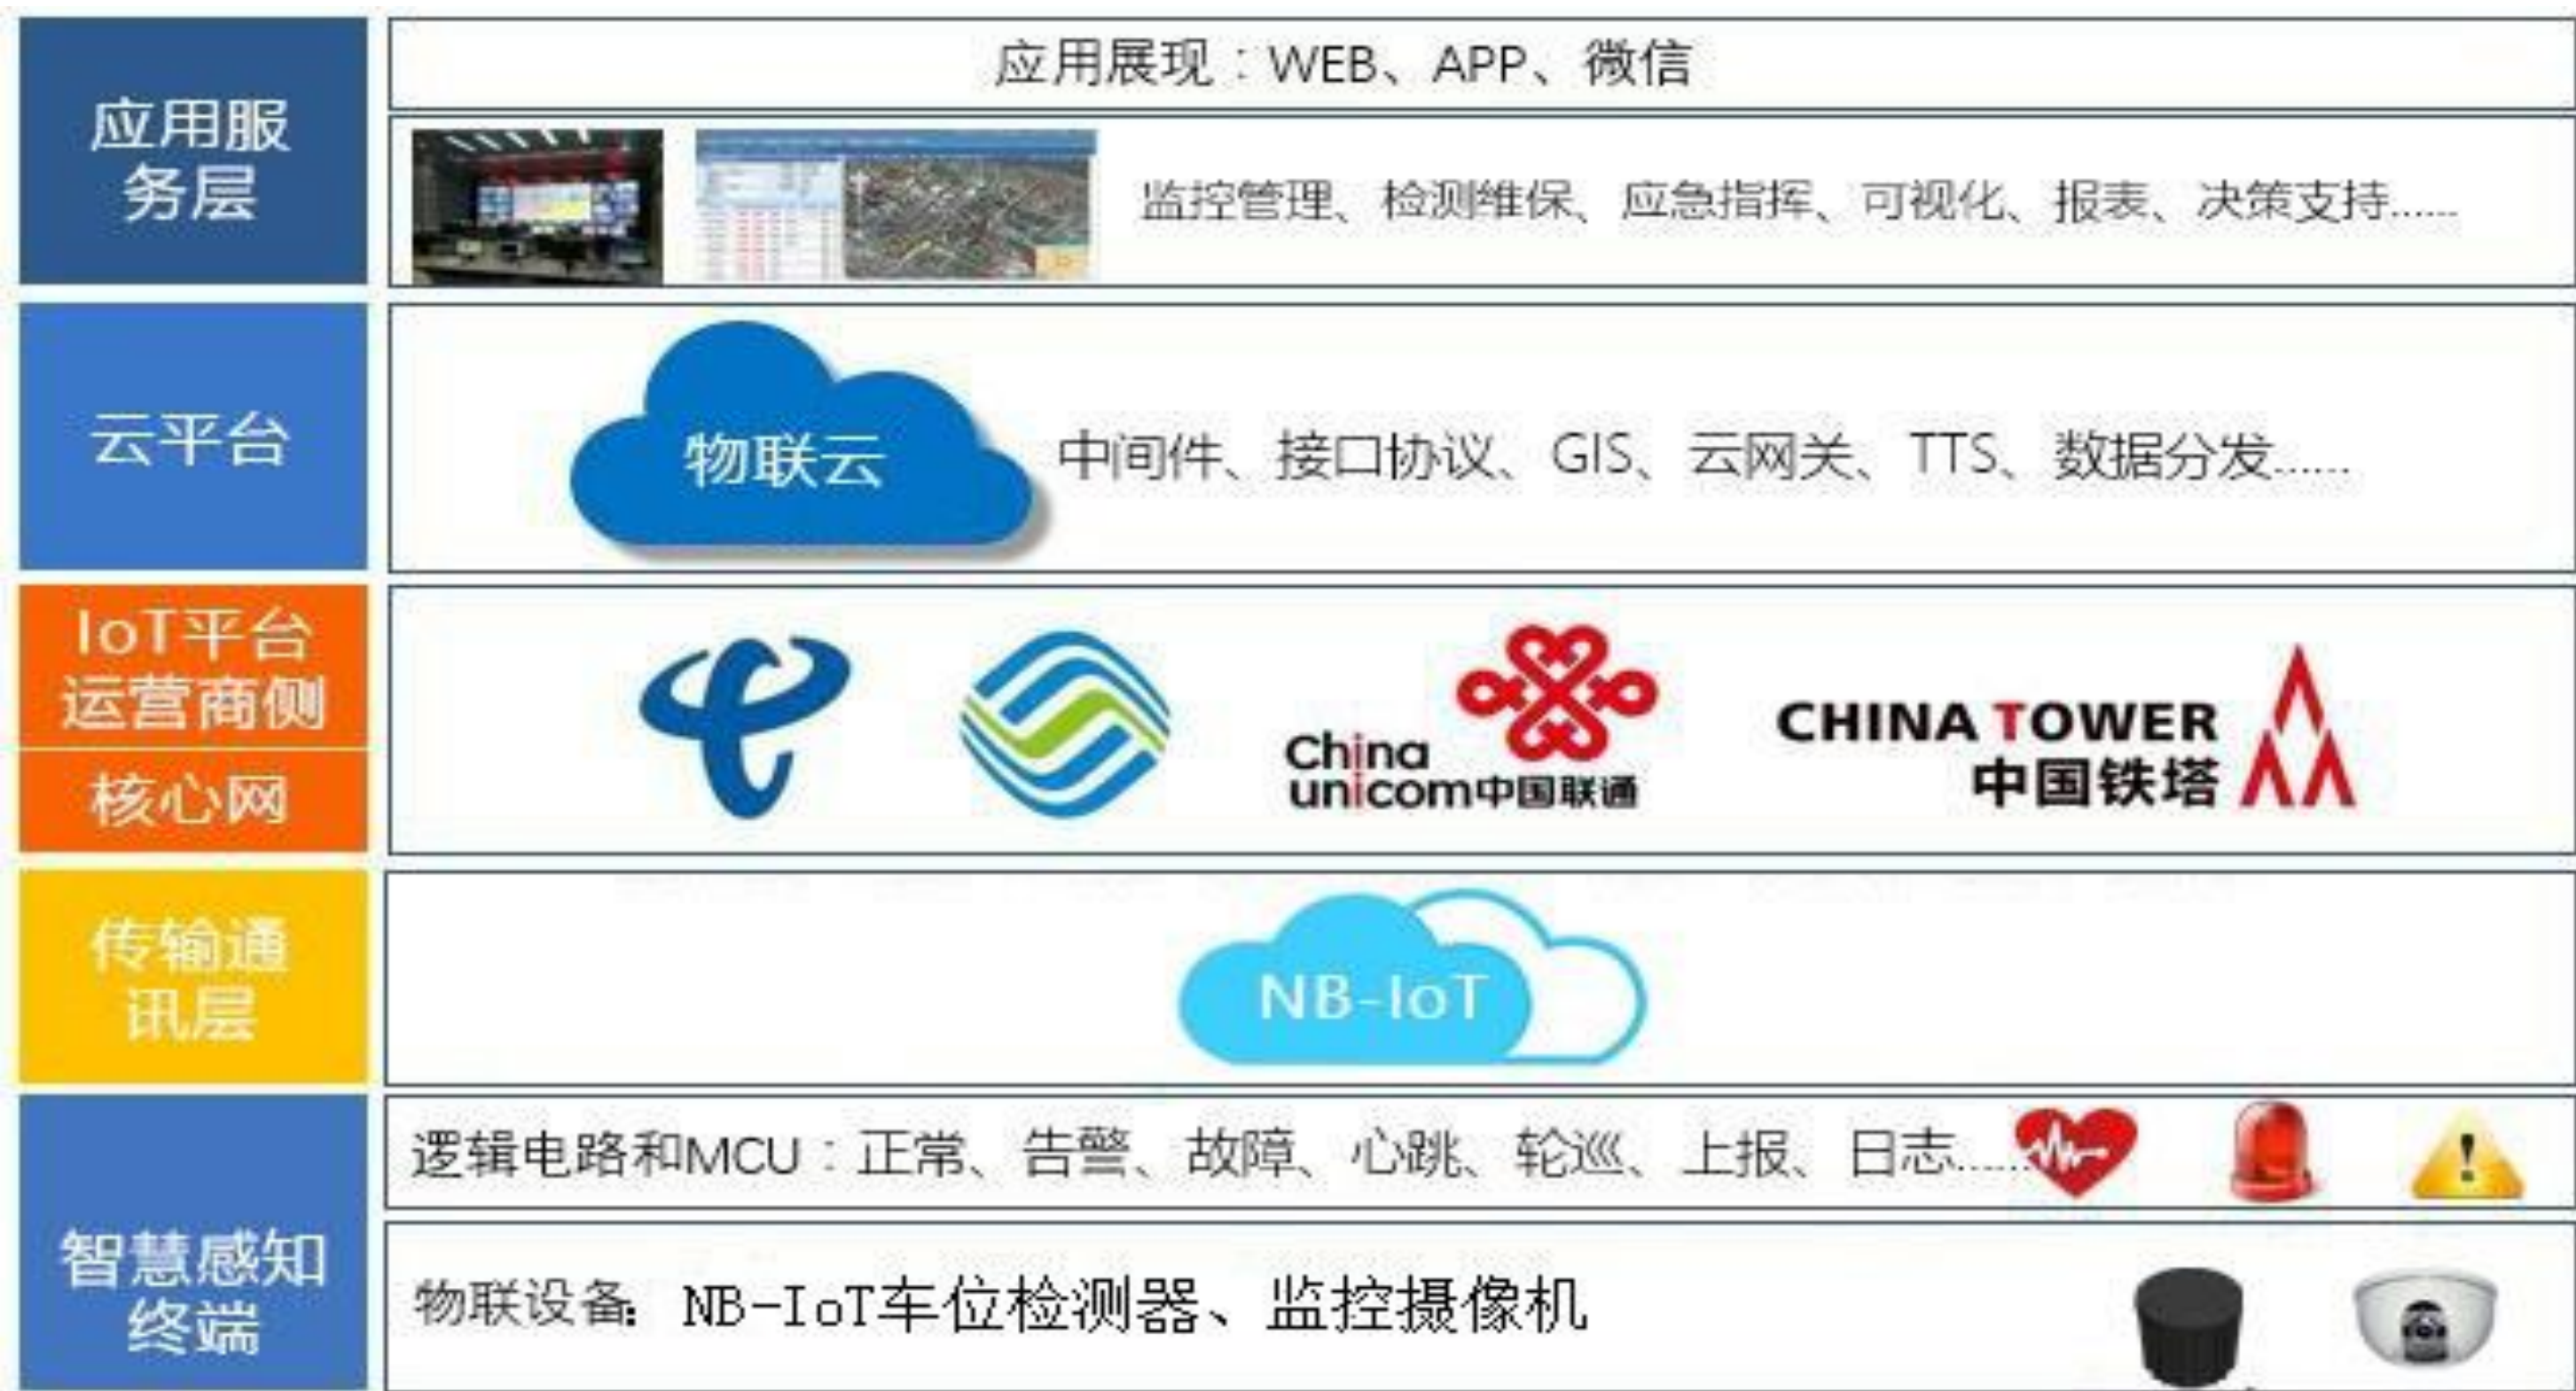 应用服
务层
应用展现：WEB、APP、微信
监控管理、检测维保、应急指挥、可视化、报表、决策支持......
云平台
物联云
中间件、接口协议、GIS、云网关、TTS、数据分发......
IoT平台
运营商侧
核心网
China
unicom中国联通
CHINA TOWER
中国铁塔
传输通
讯层
NB-IoT
智慧感知
终端
逻辑电路和MCU：正常、告警、故障、心跳、轮巡、上报、日志......
物联设备：NB-IoT车位检测器、监控摄像机